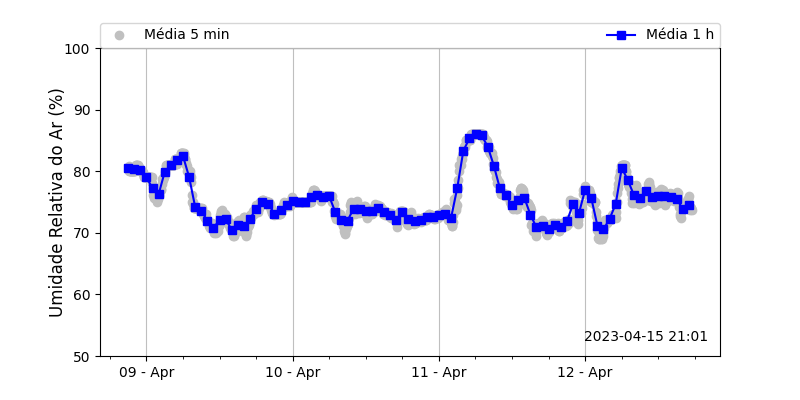 Média 5 min
Média 1 h
Umidade Relativa do Ar (%)
100
90
80
70
60
50
2023-04-15 21:01
09 - Apr
10 - Apr
11 - Apr
12 - Apr